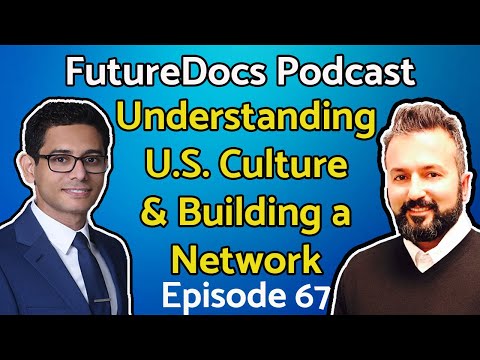 FutureDocs Podcast
Understanding
U.S. Culture
& Building a
Network
Episode 67